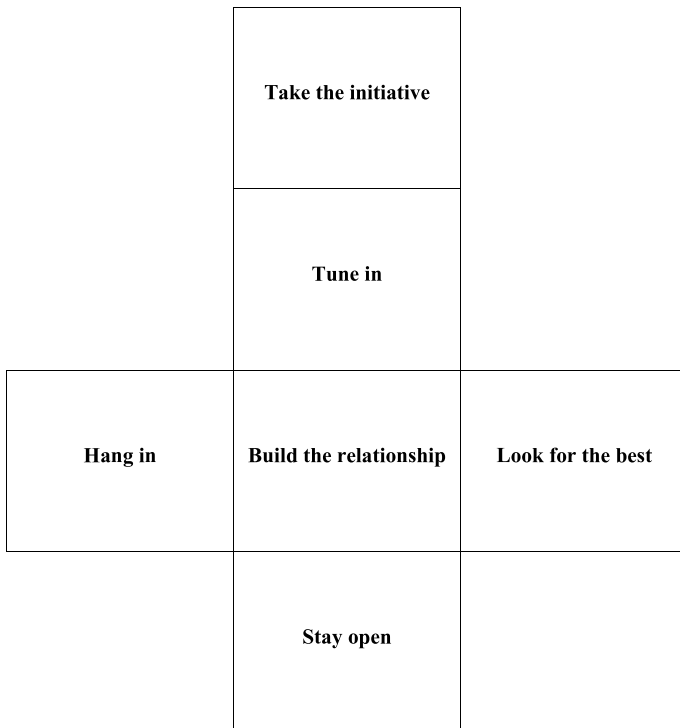 Take the initiative
Tune in
Hang in
Build the relationship
Look for the best
Stay open